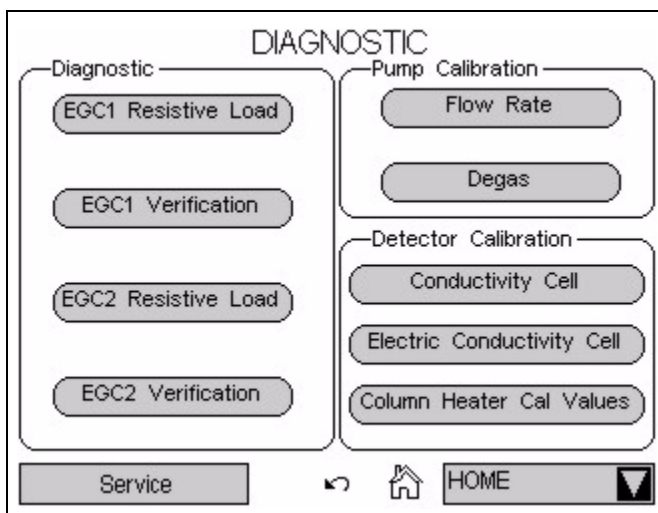 DIAGNOSTIC
Diagnostic
EGC1 Resistive Load
EGC1 Verification
EGC2 Resistive Load
EGC2 Verification
Pump Calibration
Flow Rate
Degas
Detector Calibration
Conductivity Cell
Electric Conductivity Cell
Column Heater Cal Values
Service
HOME